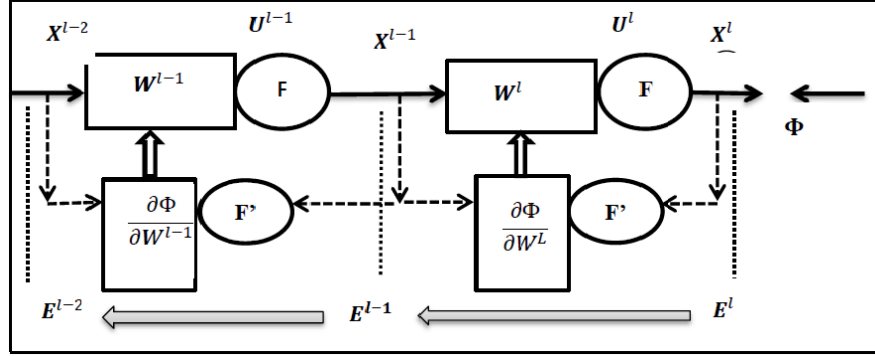 X^{l-2} U^{l-1} X^{l-1} U^l X^l
W^{l-1} F W^l F
Φ
∂Φ/∂W^{l-1} F' ∂Φ/∂W^L F’
E^{l-2} E^{l-1} E^l